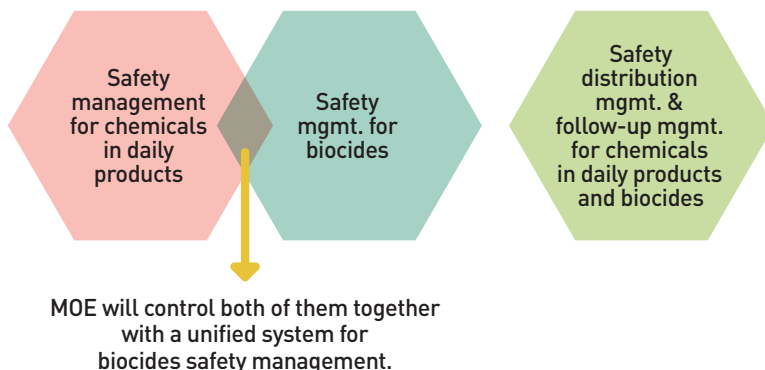 Safety
management
for chemicals
in daily
products
Safety
mgmt. for
biocides
Safety
distribution
mgmt. &
follow-up mgmt.
for chemicals
in daily products
and biocides
MOE will control both of them together
with a unified system for
biocides safety management.